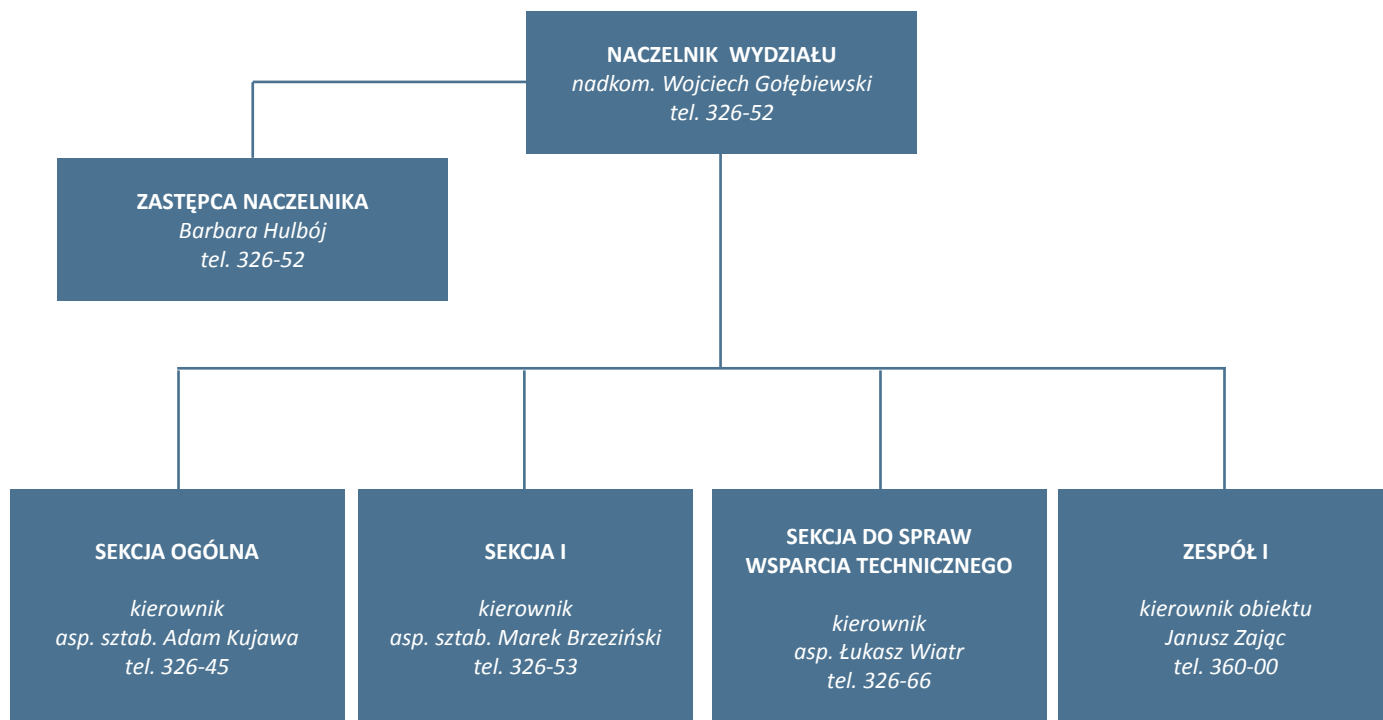 NACZELNIK WYDZIAŁU
nadkom. Wojciech Gołębiewski
tel. 326-52
ZASTĘPCA NACZELNIKA
Barbara Hulbój
tel. 326-52
SEKCJA OGÓLNA
kierownik
asp. sztab. Adam Kujawa
tel. 326-45
SEKCJA I
kierownik
asp. sztab. Marek Brzeziński
tel. 326-53
SEKCJA DO SPRAW
WSPARCIA TECHNICZNEGO
kierownik
asp. Łukasz Wiatr
tel. 326-66
ZESPÓŁ I
kierownik obiektu
Janusz Zając
tel. 360-00